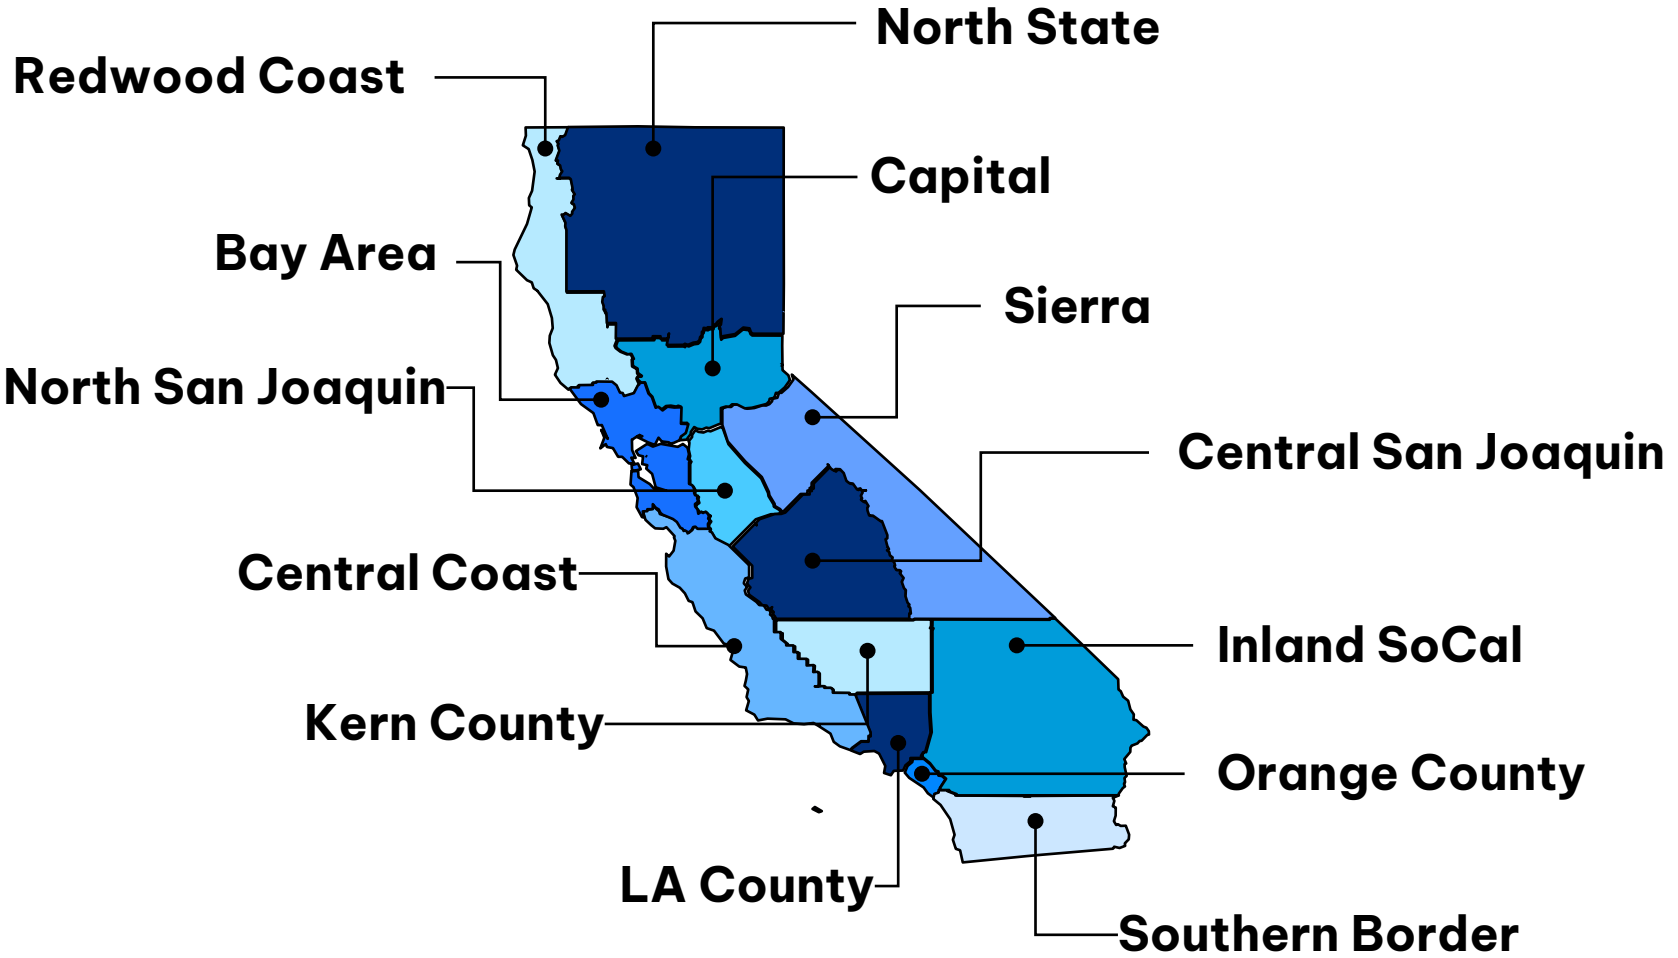 North State
Redwood Coast
Capital
Bay Area
Sierra
North San Joaquin
Central San Joaquin
Central Coast
Inland SoCal
Kern County
Orange County
LA County
Southern Border